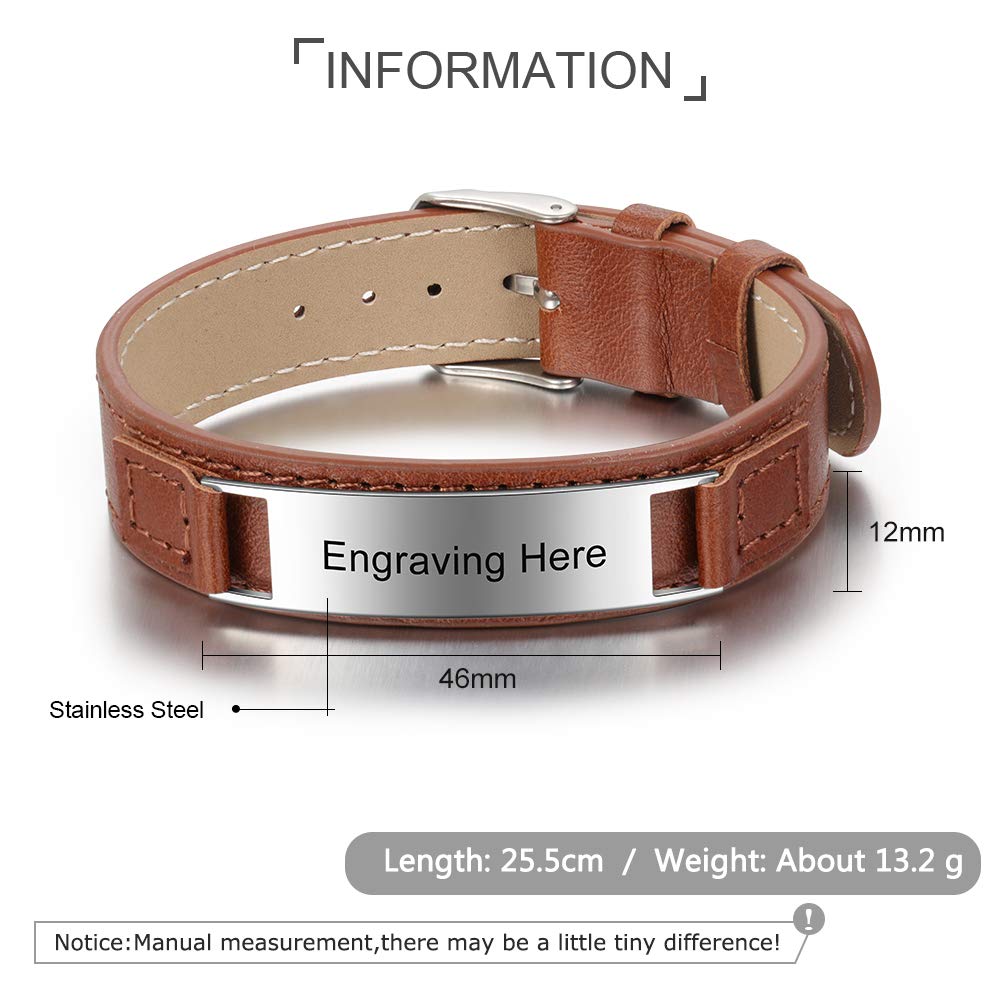 INFORMATION
Engraving Here
12mm
46mm
Stainless Steel
Length: 25.5cm / Weight: About 13.2 g
!
Notice:Manual measurement,there may be a little tiny difference!